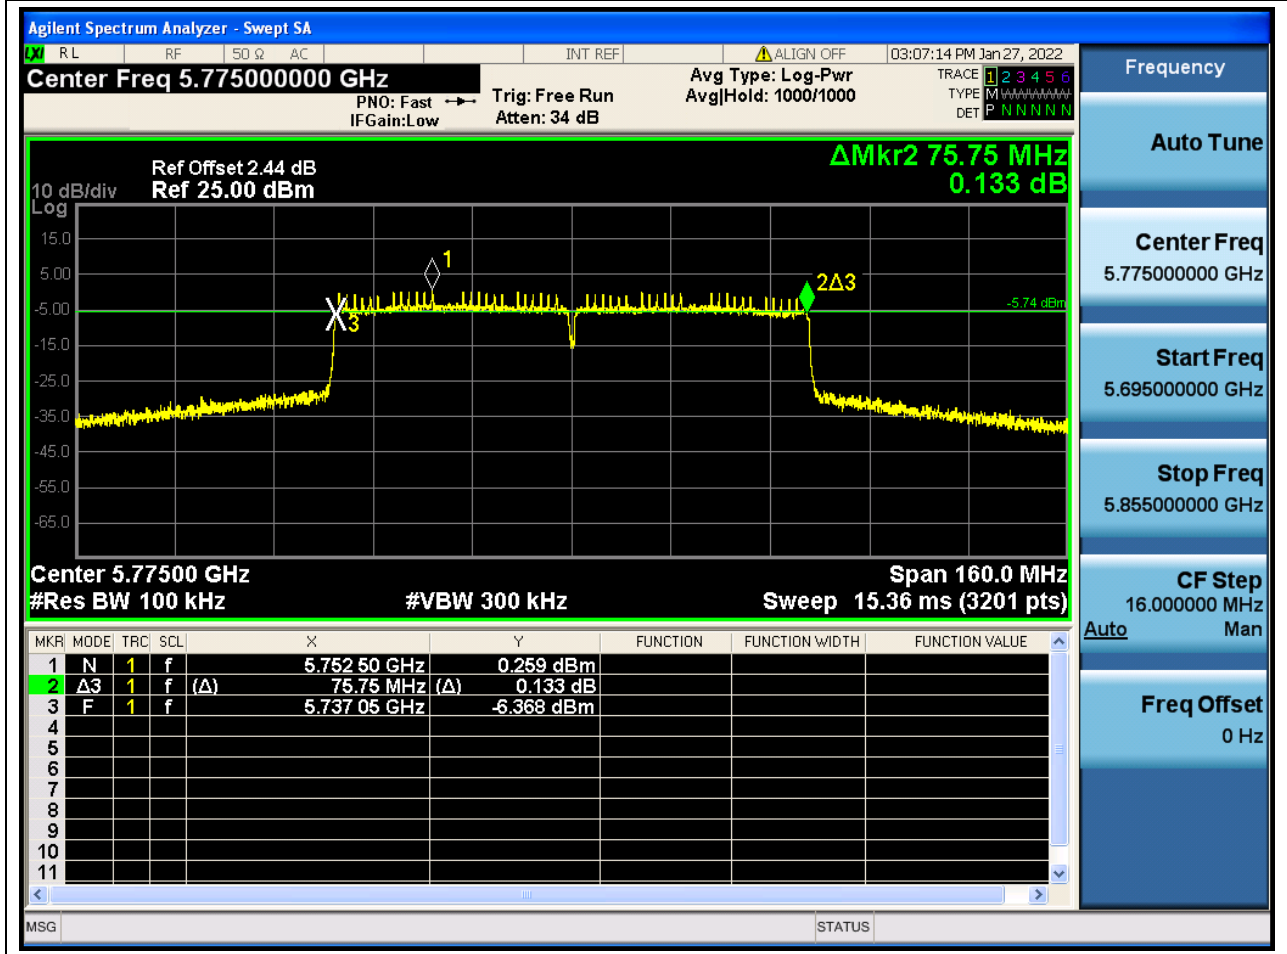 Agilent Spectrum Analyzer - Swept SA
LXI RL RF 50 Ω AC INT REF ALIGN OFF 03:07:14 PM Jan 27, 2022
Center Freq 5.775000000 GHz
PNO: Fast
IFGain:Low
Trig: Free Run
Atten: 34 dB
Avg Type: Log-Pwr
Avg|Hold: 1000/1000
TRACE 1 2 3 4 5 6
TYPE M WWWWW
DET P N N N N N
Ref Offset 2.44 dB
Ref 25.00 dBm
10 dB/div
Log
ΔMkr2 75.75 MHz
0.133 dB
15.0
5.00
-5.00
-15.0
-25.0
-35.0
-45.0
-55.0
-65.0
1
2Δ3
3
-5.74 dBm
Center 5.77500 GHz
Span 160.0 MHz
#Res BW 100 kHz
#VBW 300 kHz
Sweep 15.36 ms (3201 pts)
MKR MODE TRC SCL X Y FUNCTION FUNCTION WIDTH FUNCTION VALUE
1 N 1 f 5.752 50 GHz 0.259 dBm
2 Δ3 1 f (Δ) 75.75 MHz (Δ) 0.133 dB
3 F 1 f 5.737 05 GHz -6.368 dBm
4
5
6
7
8
9
10
11
MSG
STATUS
Frequency
Auto Tune
Center Freq
5.775000000 GHz
Start Freq
5.695000000 GHz
Stop Freq
5.855000000 GHz
CF Step
16.000000 MHz
Auto Man
Freq Offset
0 Hz